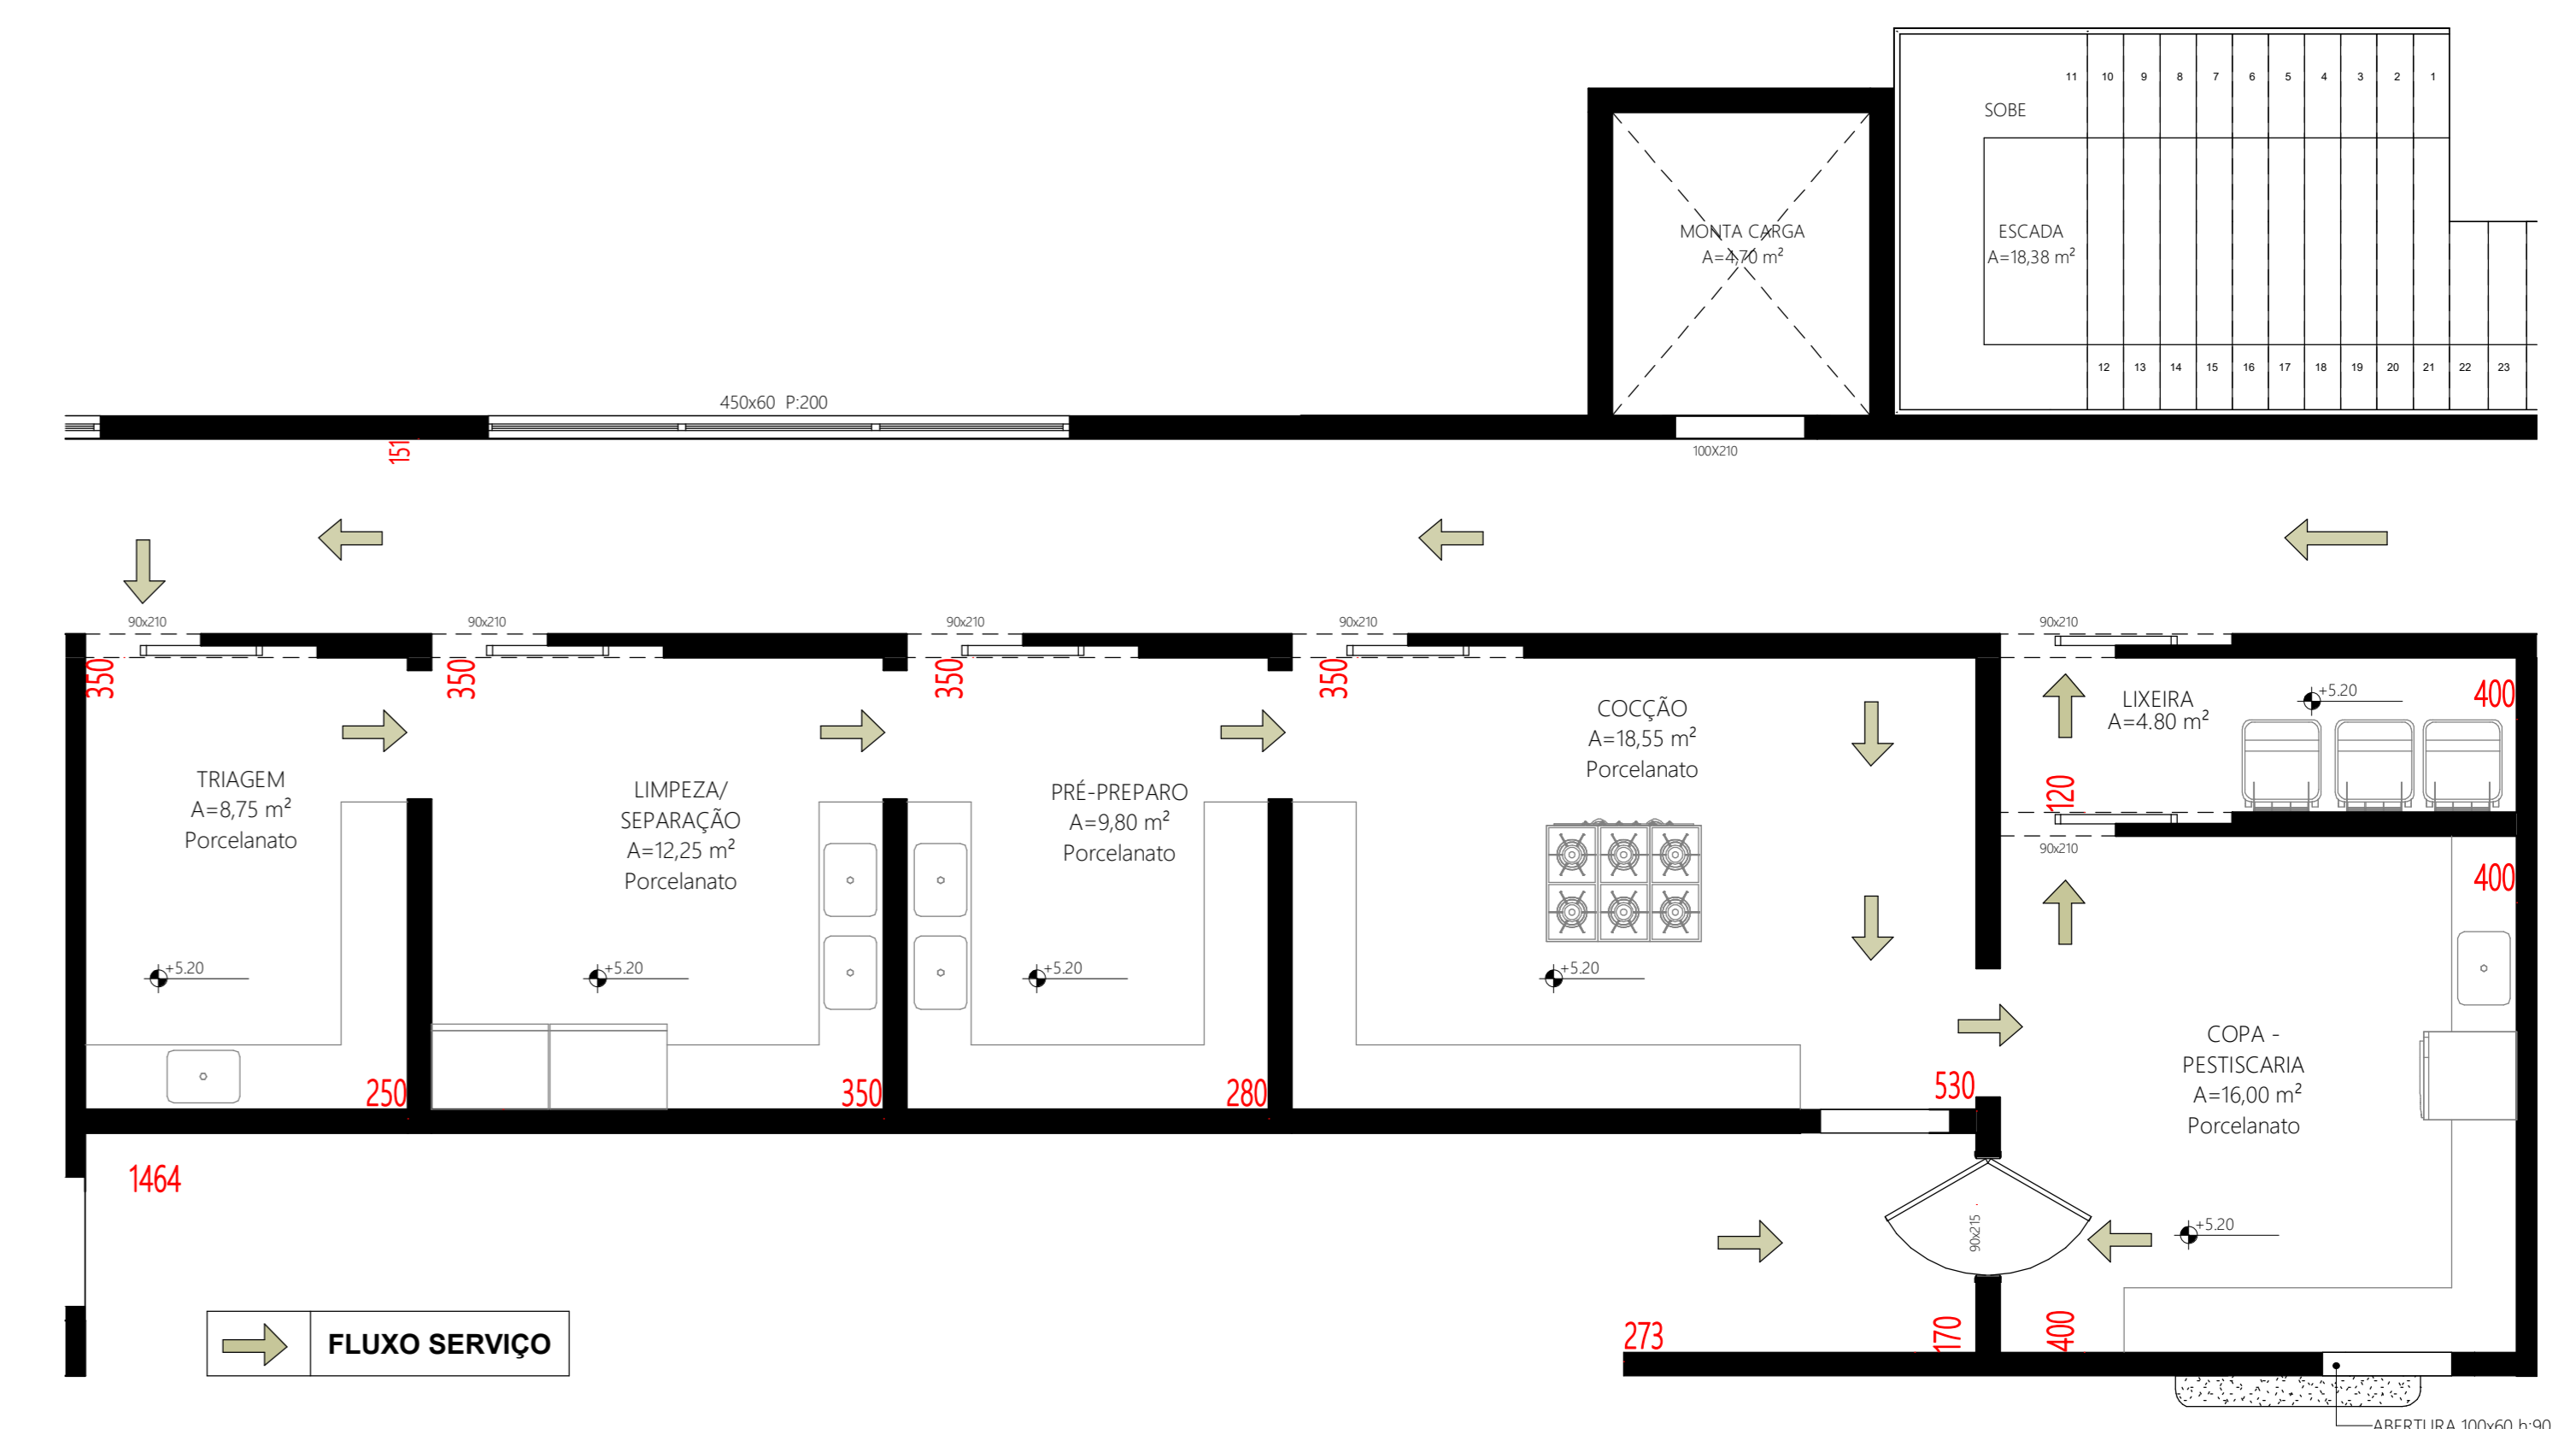 11 10 9 8 7 6 5 4 3 2 1
SOBE
MONTA CARGA
A=4,70 m²
ESCADA
A=18,38 m²
12 13 14 15 16 17 18 19 20 21 22 23
450x60 P:200
151
100X210
90x210
90x210
90x210
90x210
90x210
350
350
350
350
TRIAGEM
A=8,75 m²
Porcelanato
LIMPEZA/
SEPARAÇÃO
A=12,25 m²
Porcelanato
PRÉ-PREPARO
A=9,80 m²
Porcelanato
COCÇÃO
A=18,55 m²
Porcelanato
LIXEIRA
A=4.80 m²
+5.20
400
120
90x210
400
+5.20
+5.20
+5.20
+5.20
COPA -
PESTISCARIA
A=16,00 m²
Porcelanato
250
350
280
530
1464
90x215
+5.20
273
170
400
FLUXO SERVIÇO
ABERTURA 100x60 h:90